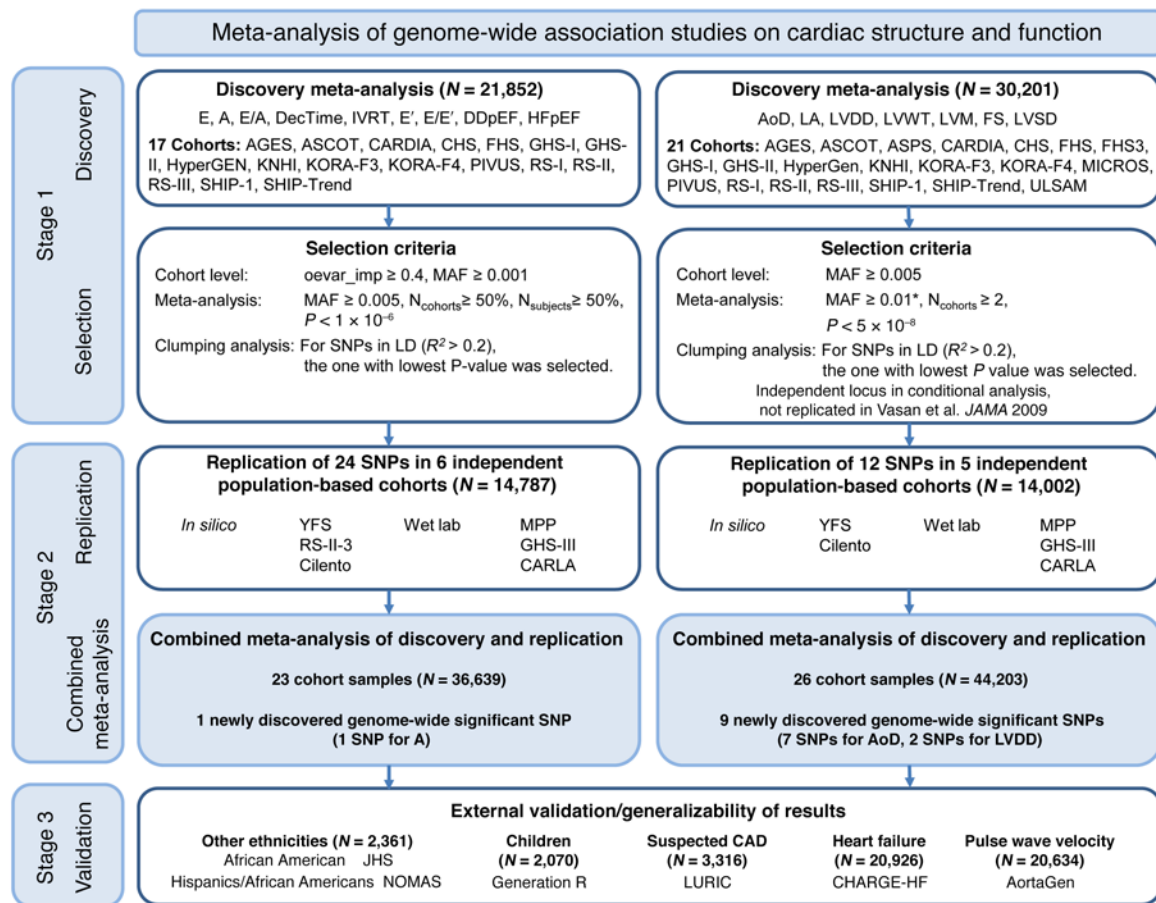 Meta-analysis of genome-wide association studies on cardiac structure and function
Stage 1
Discovery
Selection
Discovery meta-analysis (N = 21,852)
E, A, E/A, DecTime, IVRT, E′, E/E′, DDpEF, HFpEF
17 Cohorts: AGES, ASCOT, CARDIA, CHS, FHS, GHS-I, GHS-
II, HyperGEN, KNHI, KORA-F3, KORA-F4, PIVUS, RS-I, RS-II,
RS-III, SHIP-1, SHIP-Trend
Discovery meta-analysis (N = 30,201)
AoD, LA, LVDD, LVWT, LVM, FS, LVSD
21 Cohorts: AGES, ASCOT, ASPS, CARDIA, CHS, FHS, FHS3,
GHS-I, GHS-II, HyperGen, KNHI, KORA-F3, KORA-F4, MICROS,
PIVUS, RS-I, RS-II, RS-III, SHIP-1, SHIP-Trend, ULSAM
Selection criteria
Cohort level: oevar_imp ≥ 0.4, MAF ≥ 0.001
Meta-analysis: MAF ≥ 0.005, Ncohorts ≥ 50%, Nsubjects ≥ 50%,
P < 1 × 10⁻⁶
Clumping analysis: For SNPs in LD (R² > 0.2),
the one with lowest P-value was selected.
Selection criteria
Cohort level: MAF ≥ 0.005
Meta-analysis: MAF ≥ 0.01*, Ncohorts ≥ 2,
P < 5 × 10⁻⁸
Clumping analysis: For SNPs in LD (R² > 0.2),
the one with lowest P value was selected.
Independent locus in conditional analysis,
not replicated in Vasan et al. JAMA 2009
Stage 2
Replication
Combined
meta-analysis
Replication of 24 SNPs in 6 independent
population-based cohorts (N = 14,787)
In silico YFS Wet lab MPP
RS-II-3 GHS-III
Cilento CARLA
Replication of 12 SNPs in 5 independent
population-based cohorts (N = 14,002)
In silico YFS Wet lab MPP
Cilento GHS-III
CARLA
Combined meta-analysis of discovery and replication
23 cohort samples (N = 36,639)
1 newly discovered genome-wide significant SNP
(1 SNP for A)
Combined meta-analysis of discovery and replication
26 cohort samples (N = 44,203)
9 newly discovered genome-wide significant SNPs
(7 SNPs for AoD, 2 SNPs for LVDD)
Stage 3
Validation
External validation/generalizability of results
Other ethnicities (N = 2,361) Children Suspected CAD Heart failure Pulse wave velocity
African American JHS (N = 2,070) (N = 3,316) (N = 20,926) (N = 20,634)
Hispanics/African Americans NOMAS Generation R LURIC CHARGE-HF AortaGen